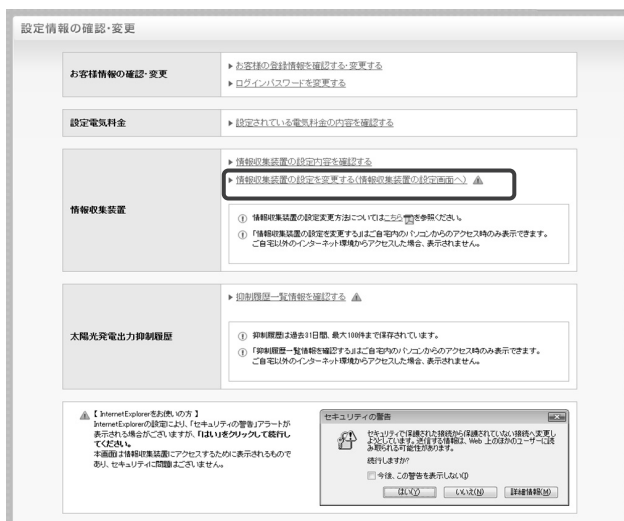 設定情報の確認・変更
お客様情報の確認・変更
▶ お客様の登録情報を確認する・変更する
▶ ログインパスワードを変更する
設定電気料金
▶ 設定されている電気料金の内容を確認する
情報収集装置
▶ 情報収集装置の設定内容を確認する
▶ 情報収集装置の設定を変更する(情報収集装置の設定画面へ)
① 情報収集装置の設定変更方法についてはこちらを参照ください。
① 「情報収集装置の設定を変更する」はご自宅内のパソコンからのアクセス時のみ表示できます。
ご自宅以外のインターネット環境からアクセスした場合、表示されません。
太陽光発電出力抑制履歴
▶ 抑制履歴一覧情報を確認する
① 抑制履歴は過去31日間、最大100件まで保存されています。
① 「抑制履歴一覧情報を確認する」はご自宅内のパソコンからのアクセス時のみ表示できます。
ご自宅以外のインターネット環境からアクセスした場合、表示されません。
【 InternetExplorerをお使いの方 】
InternetExplorerの設定により、「セキュリティの警告」アラートが
表示される場合がございますが、「はい」をクリックして続行し
てください。
本画面は情報収集装置にアクセスするために表示されるもので
あり、セキュリティに問題はございません。
セキュリティの警告
セキュリティで保護された接続から保護されていない接続へ変更し
ようとしています。送信する情報は、Web 上のほかのユーザーに読
み取られる可能性があります。
続行しますか?
今後、この警告を表示しない(I)
はい(Y) いいえ(N) 詳細情報(M)